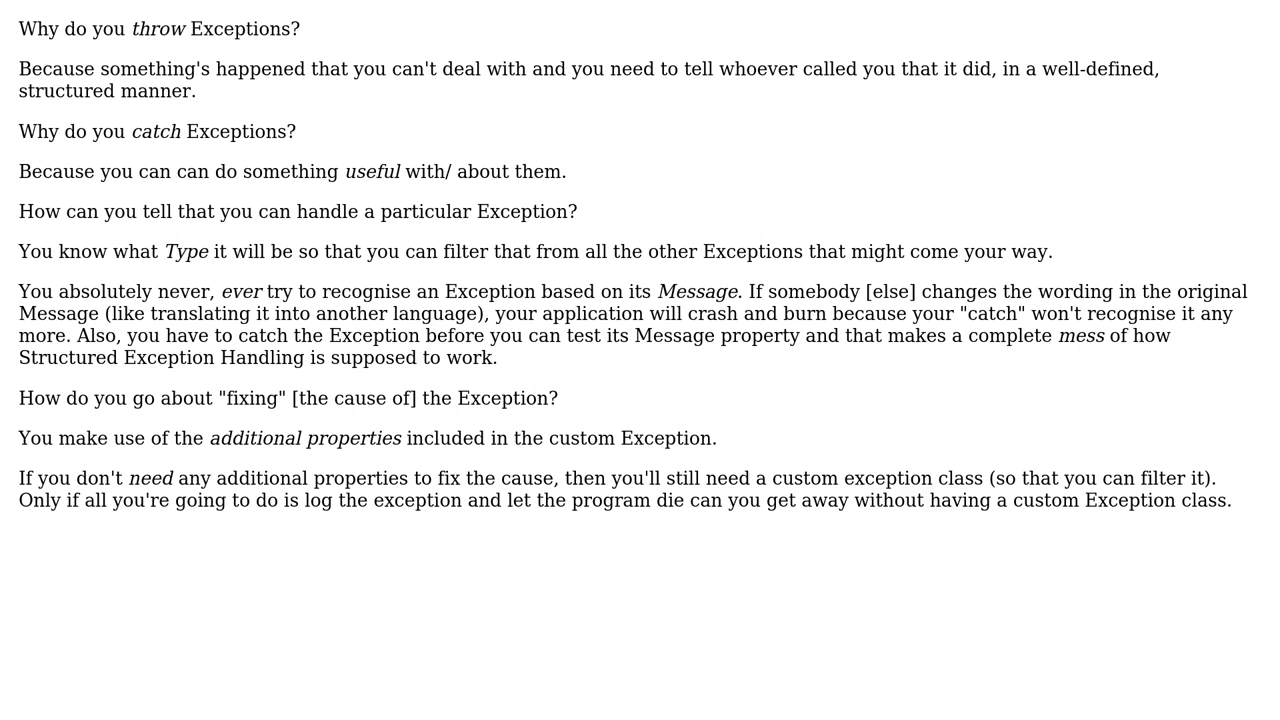 Why do you throw Exceptions?
Because something's happened that you can't deal with and you need to tell whoever called you that it did, in a well-defined,
structured manner.
Why do you catch Exceptions?
Because you can can do something useful with/ about them.
How can you tell that you can handle a particular Exception?
You know what Type it will be so that you can filter that from all the other Exceptions that might come your way.
You absolutely never, ever try to recognise an Exception based on its Message. If somebody [else] changes the wording in the original
Message (like translating it into another language), your application will crash and burn because your "catch" won't recognise it any
more. Also, you have to catch the Exception before you can test its Message property and that makes a complete mess of how
Structured Exception Handling is supposed to work.
How do you go about "fixing" [the cause of] the Exception?
You make use of the additional properties included in the custom Exception.
If you don't need any additional properties to fix the cause, then you'll still need a custom exception class (so that you can filter it).
Only if all you're going to do is log the exception and let the program die can you get away without having a custom Exception class.